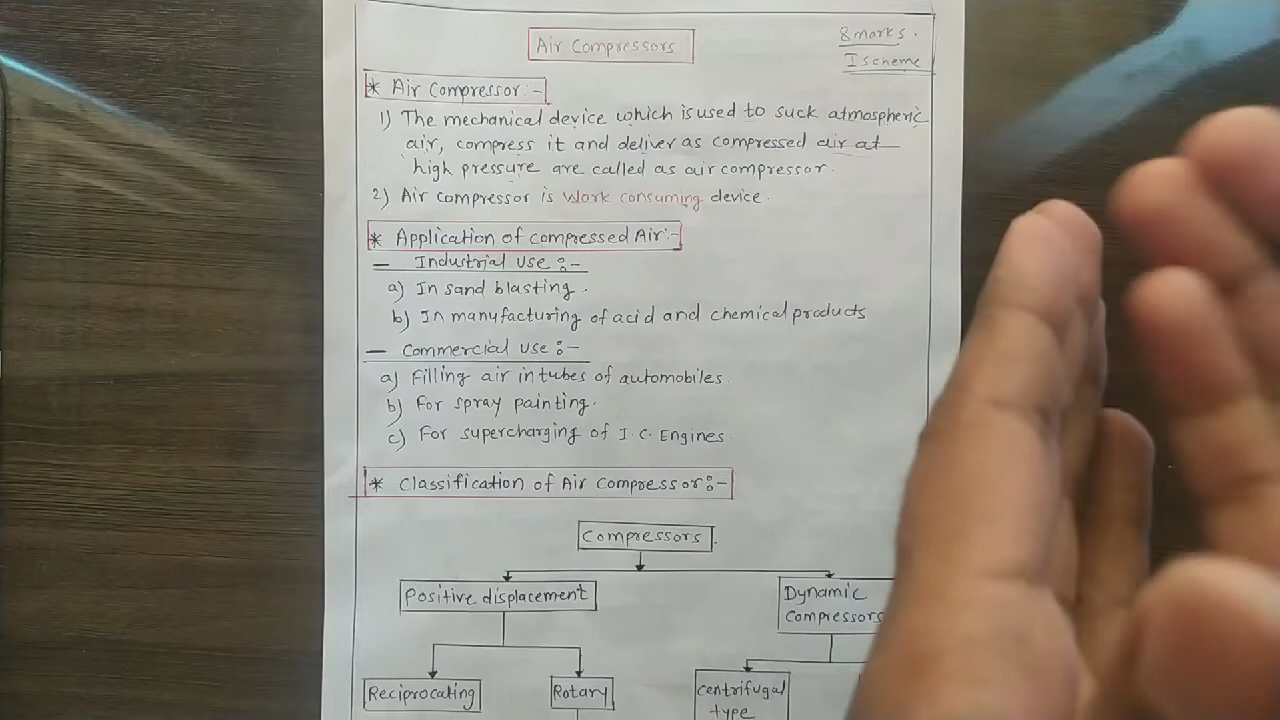 Air Compressors
8 marks.
I scheme
* Air Compressor:-
1) The mechanical device which is used to suck atmospheric
air, compress it and deliver as compressed air at
high pressure are called as air compressor.
2) Air compressor is work consuming device.
* Application of compressed Air:-
— Industrial use :-
a) In sand blasting.
b) In manufacturing of acid and chemical products
— Commercial use :-
a) Filling air in tubes of automobiles.
b) For spray painting.
c) For supercharging of I.C. Engines.
* Classification of Air Compressor:-
Compressors
Positive displacement
Dynamic
Compressors
Reciprocating
Rotary
Centrifugal
type